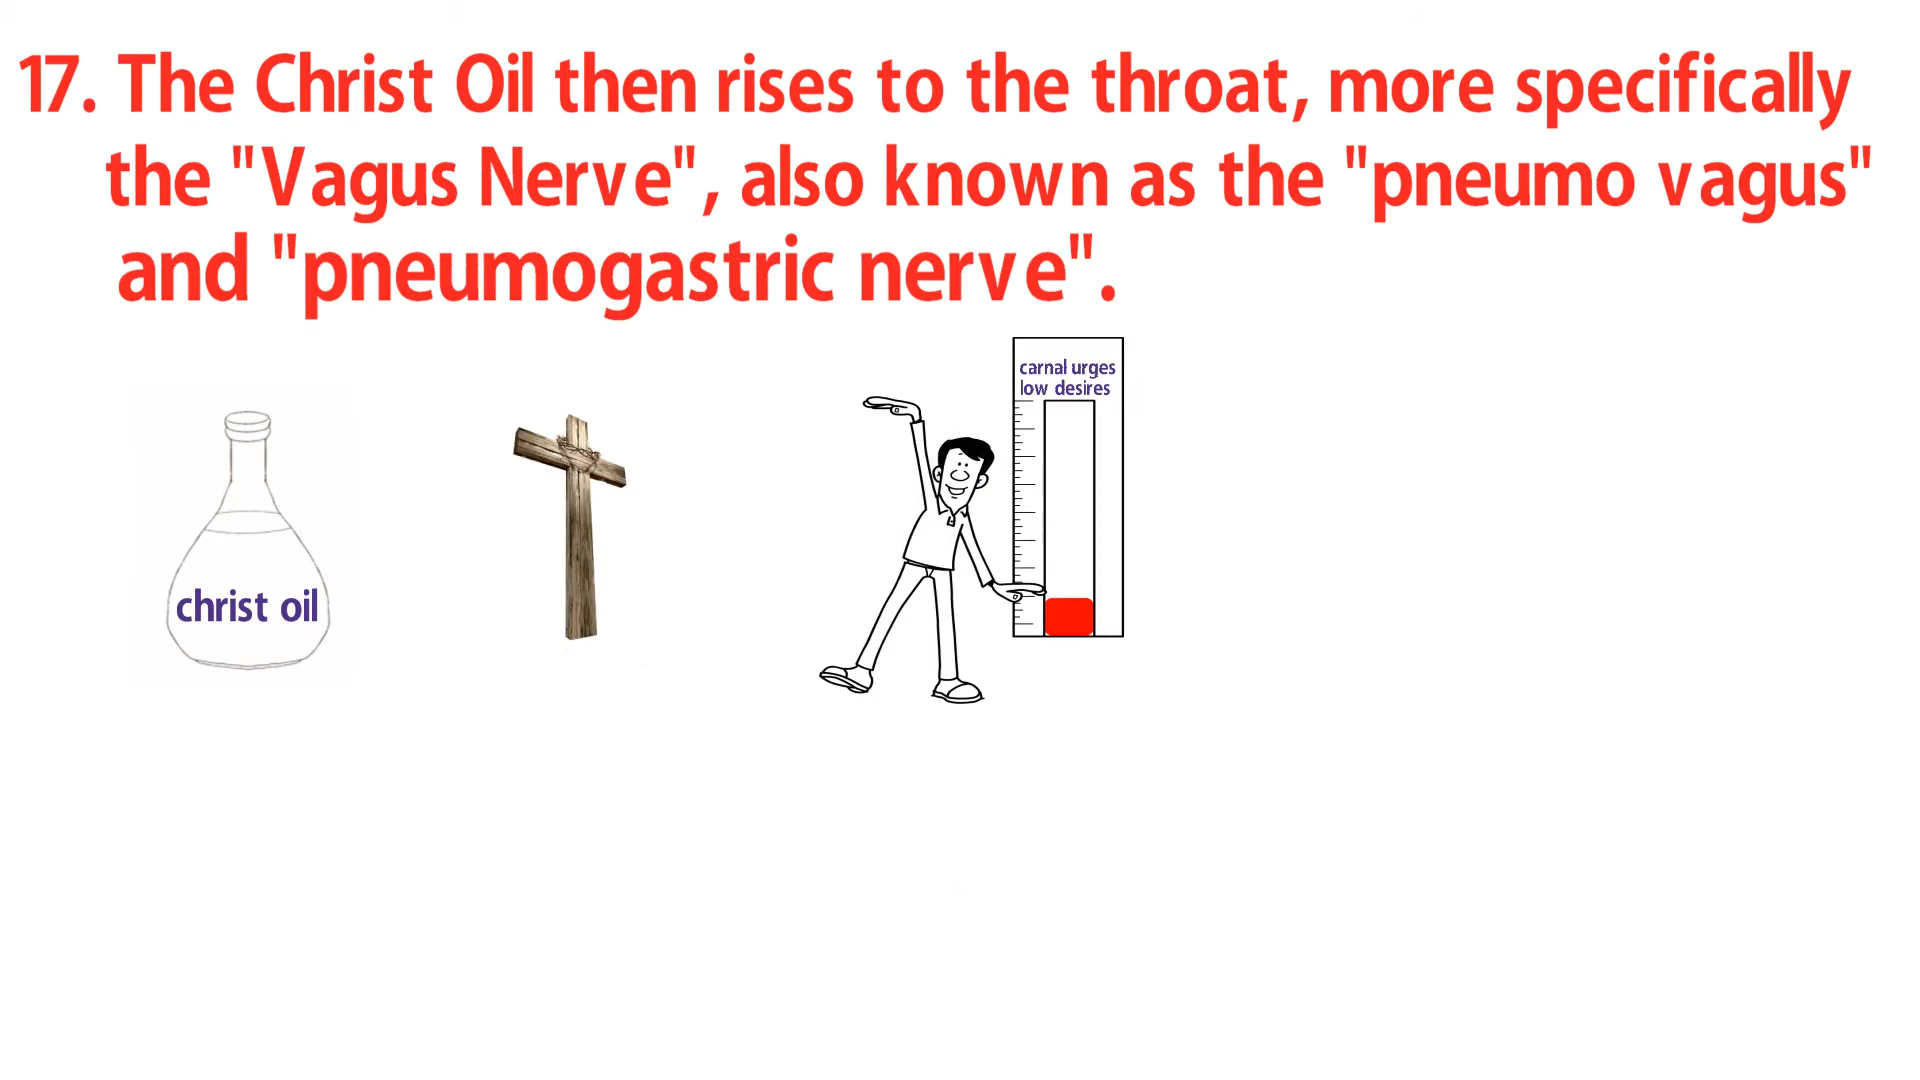 17. The Christ Oil then rises to the throat, more specifically
the "Vagus Nerve", also known as the "pneumo vagus"
and "pneumogastric nerve".
carnal urges
low desires
christ oil